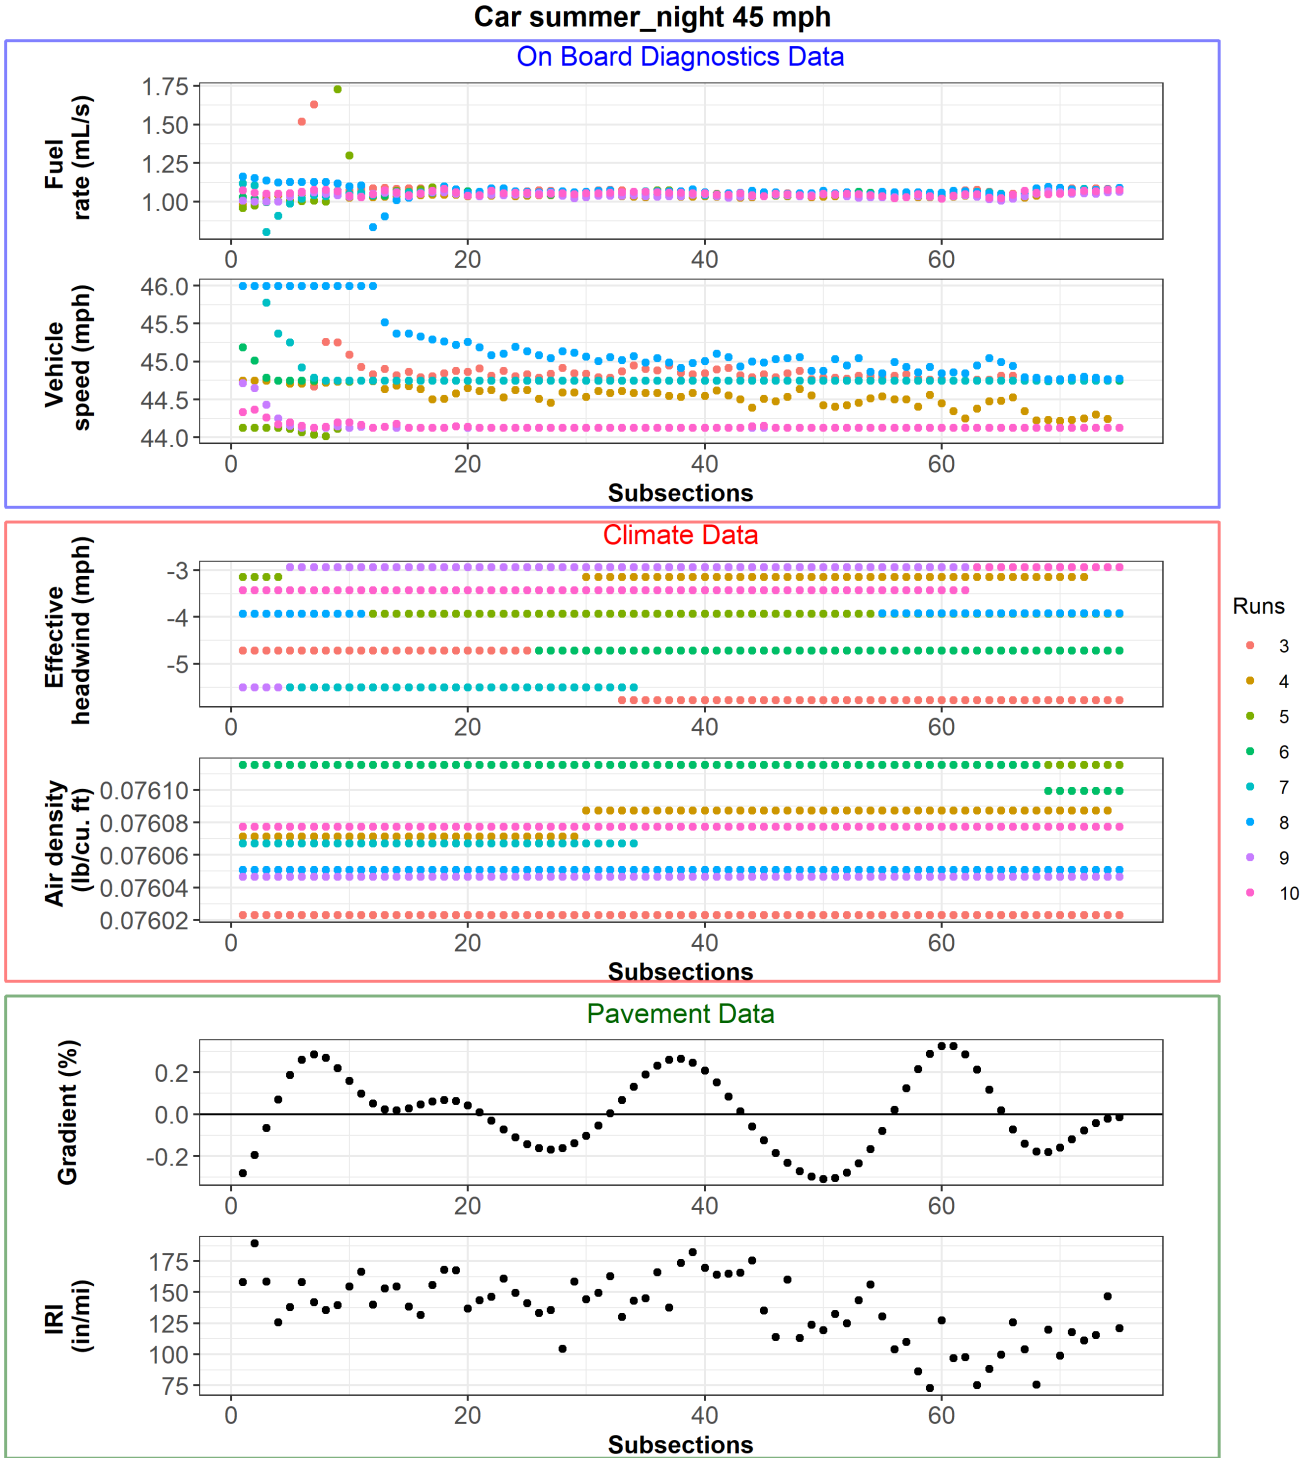 Car summer_night 45 mph
On Board Diagnostics Data
Fuel
rate (mL/s)
1.75
1.50
1.25
1.00
0 20 40 60
Vehicle
speed (mph)
46.0
45.5
45.0
44.5
44.0
0 20 40 60
Subsections
Climate Data
Effective
headwind (mph)
-3
-4
-5
0 20 40 60
Air density
(lb/cu. ft)
0.07610
0.07608
0.07606
0.07604
0.07602
0 20 40 60
Subsections
Runs
3
4
5
6
7
8
9
10
Pavement Data
Gradient (%)
0.2
0.0
-0.2
0 20 40 60
IRI
(in/mi)
175
150
125
100
75
0 20 40 60
Subsections